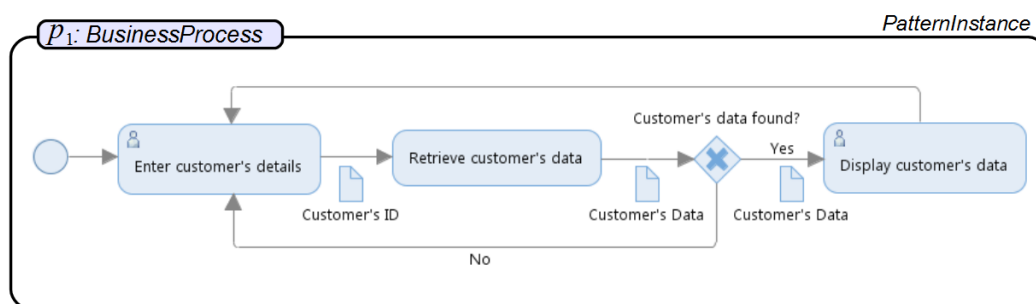 p₁: BusinessProcess
PatternInstance
Customer's data found?
Enter customer's details
Retrieve customer's data
Yes
Display customer's data
Customer's ID
Customer's Data
Customer's Data
No